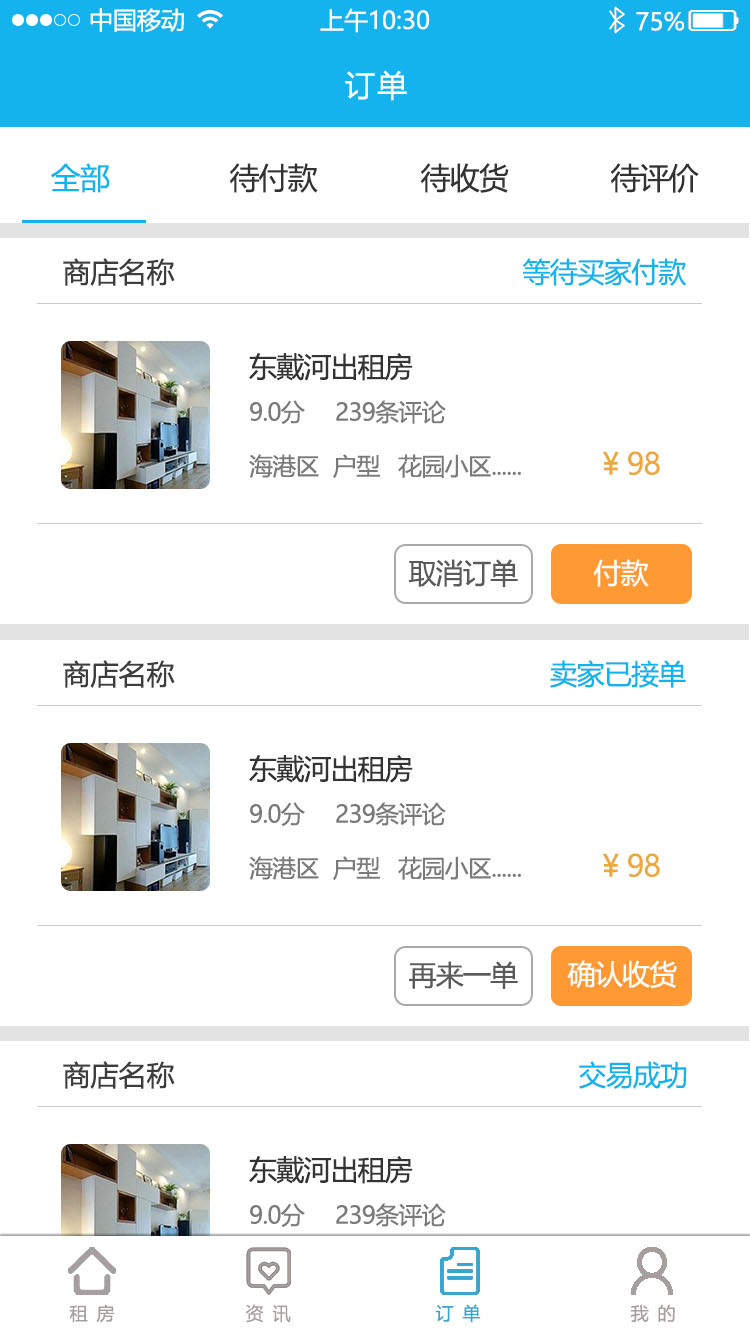 中国移动 上午10:30 75%
订单
全部 待付款 待收货 待评价
商店名称 等待买家付款
东戴河出租房
9.0分 239条评论
海港区 户型 花园小区...... ¥ 98
取消订单 付款
商店名称 卖家已接单
东戴河出租房
9.0分 239条评论
海港区 户型 花园小区...... ¥ 98
再来一单 确认收货
商店名称 交易成功
东戴河出租房
9.0分 239条评论
租房 资讯 订单 我的